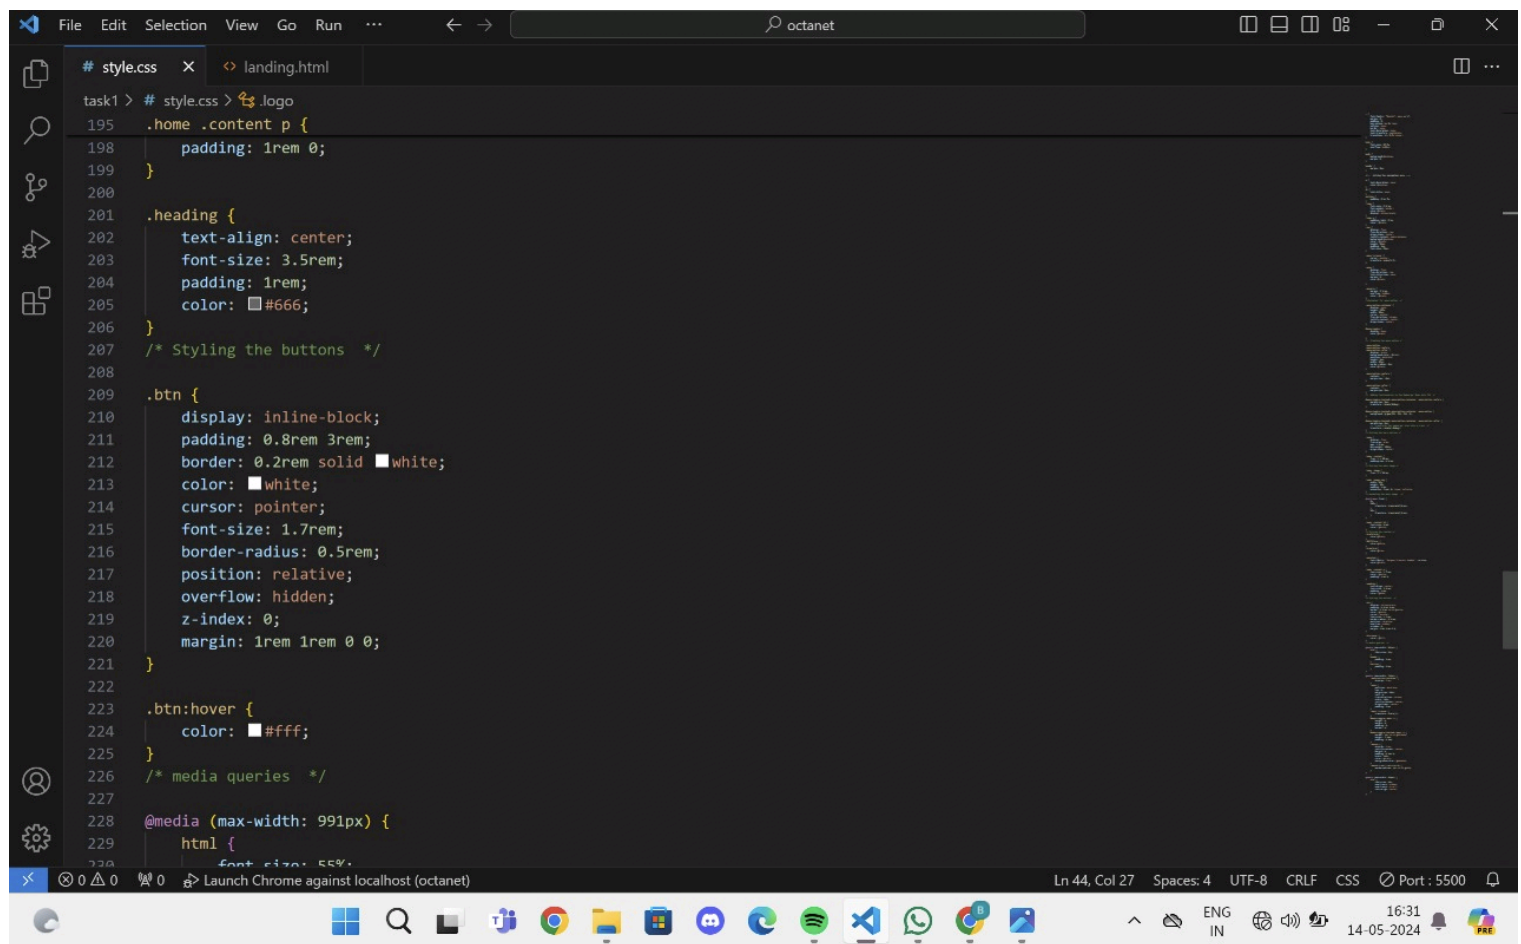 File Edit Selection View Go Run ··· octanet
# style.css × <> landing.html
task1 > # style.css > .logo
195 .home .content p {
198 padding: 1rem 0;
199 }
200
201 .heading {
202 text-align: center;
203 font-size: 3.5rem;
204 padding: 1rem;
205 color: #666;
206 }
207 /* Styling the buttons  */
208
209 .btn {
210 display: inline-block;
211 padding: 0.8rem 3rem;
212 border: 0.2rem solid white;
213 color: white;
214 cursor: pointer;
215 font-size: 1.7rem;
216 border-radius: 0.5rem;
217 position: relative;
218 overflow: hidden;
219 z-index: 0;
220 margin: 1rem 1rem 0 0;
221 }
222
223 .btn:hover {
224 color: #fff;
225 }
226 /* media queries  */
227
228 @media (max-width: 991px) {
229 html {
230 font-size: 55%;
0 0 0 Launch Chrome against localhost (octanet) Ln 44, Col 27 Spaces: 4 UTF-8 CRLF CSS Port : 5500
ENG 16:31
IN 14-05-2024
B
PRE